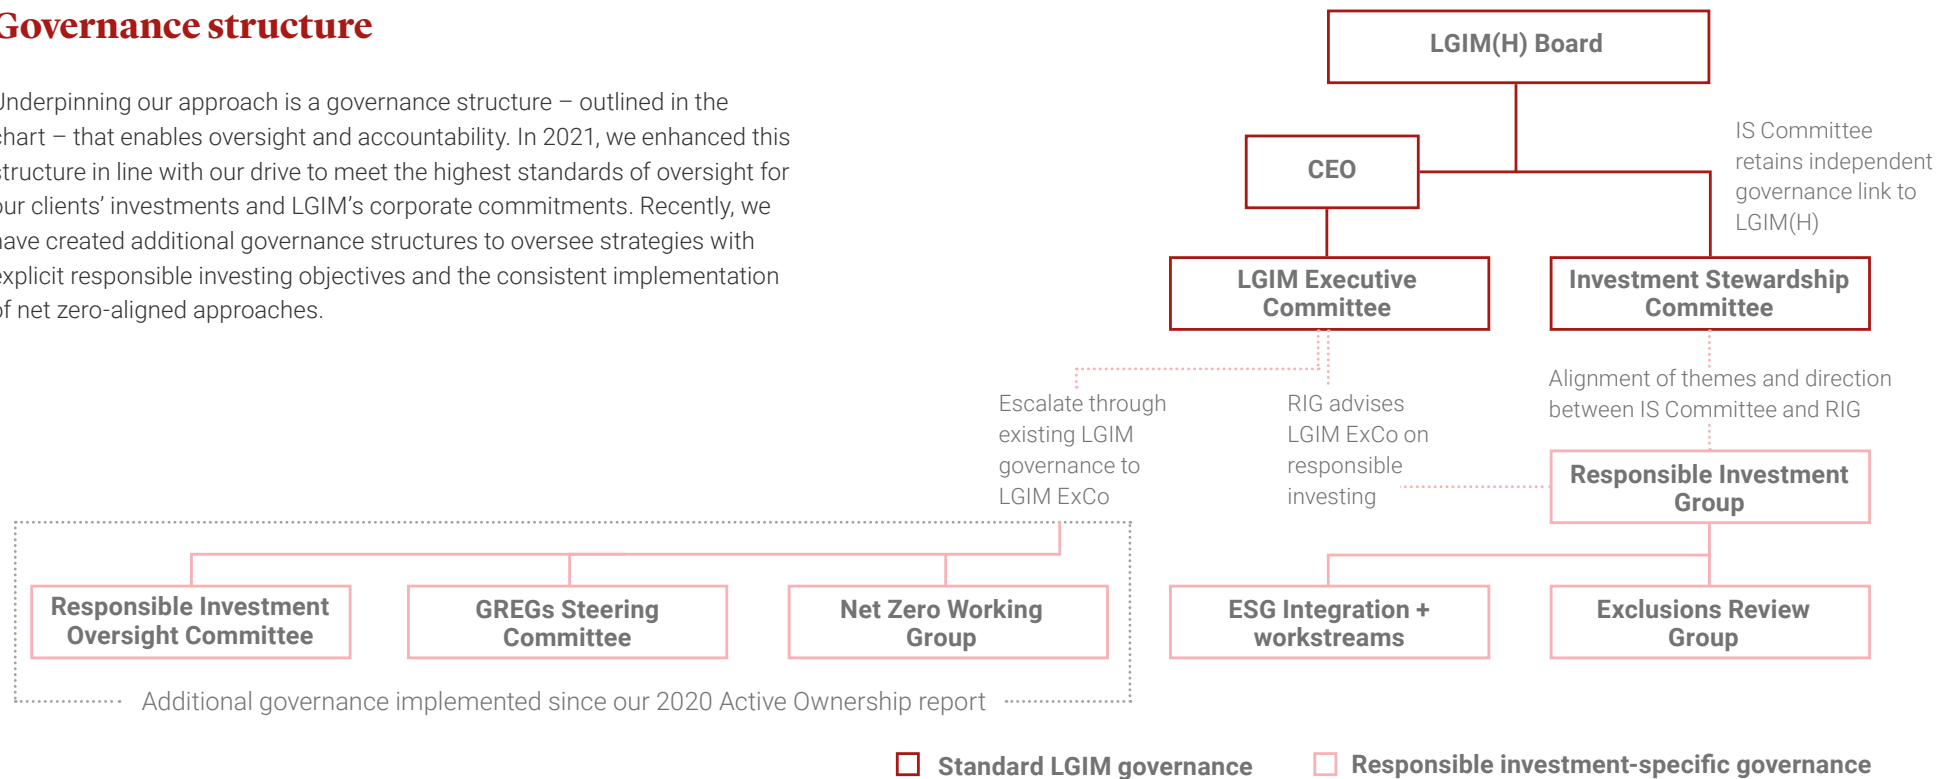 Governance structure
Underpinning our approach is a governance structure – outlined in the
chart – that enables oversight and accountability. In 2021, we enhanced this
structure in line with our drive to meet the highest standards of oversight for
our clients’ investments and LGIM’s corporate commitments. Recently, we
have created additional governance structures to oversee strategies with
explicit responsible investing objectives and the consistent implementation
of net zero-aligned approaches.
LGIM(H) Board
CEO
IS Committee
retains independent
governance link to
LGIM(H)
LGIM Executive
Committee
Investment Stewardship
Committee
Escalate through
existing LGIM
governance to
LGIM ExCo
RIG advises
LGIM ExCo on
responsible
investing
Alignment of themes and direction
between IS Committee and RIG
Responsible Investment
Group
Responsible Investment
Oversight Committee
GREGs Steering
Committee
Net Zero Working
Group
ESG Integration +
workstreams
Exclusions Review
Group
Additional governance implemented since our 2020 Active Ownership report
Standard LGIM governance
Responsible investment-specific governance